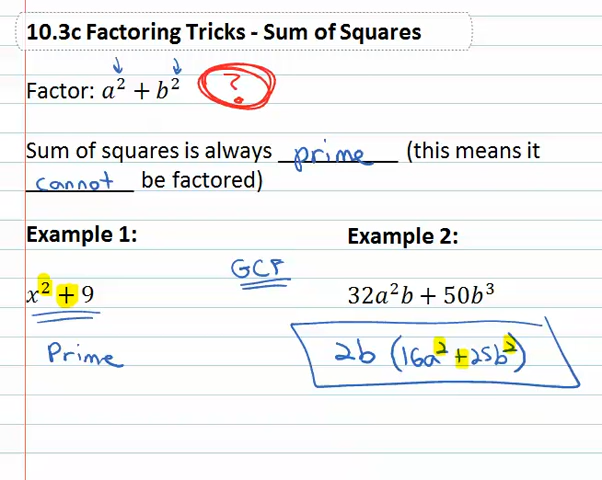 10.3c Factoring Tricks - Sum of Squares
Factor: a² + b² ?
Sum of squares is always prime (this means it
cannot be factored)
Example 1: Example 2:
GCF
x² + 9 32a²b + 50b³
Prime 2b (16a² + 25b²)